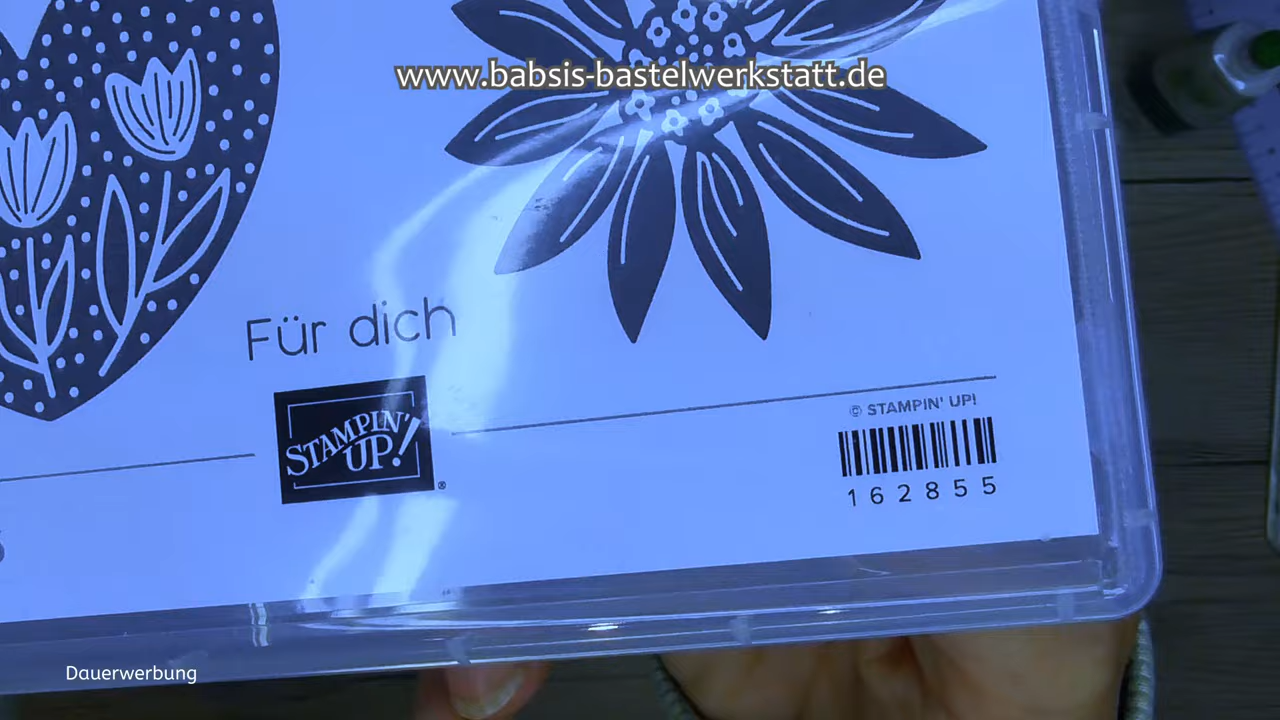 www.babsis-bastelwerkstatt.de
Für dich
STAMPIN' UP!
®
© STAMPIN' UP!
162855
Dauerwerbung